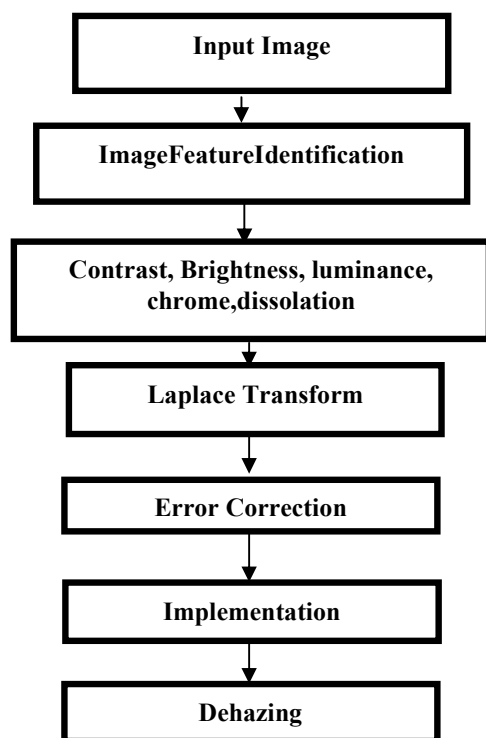 Input Image
ImageFeatureIdentification
Contrast, Brightness, luminance,
chrome,dissolation
Laplace Transform
Error Correction
Implementation
Dehazing